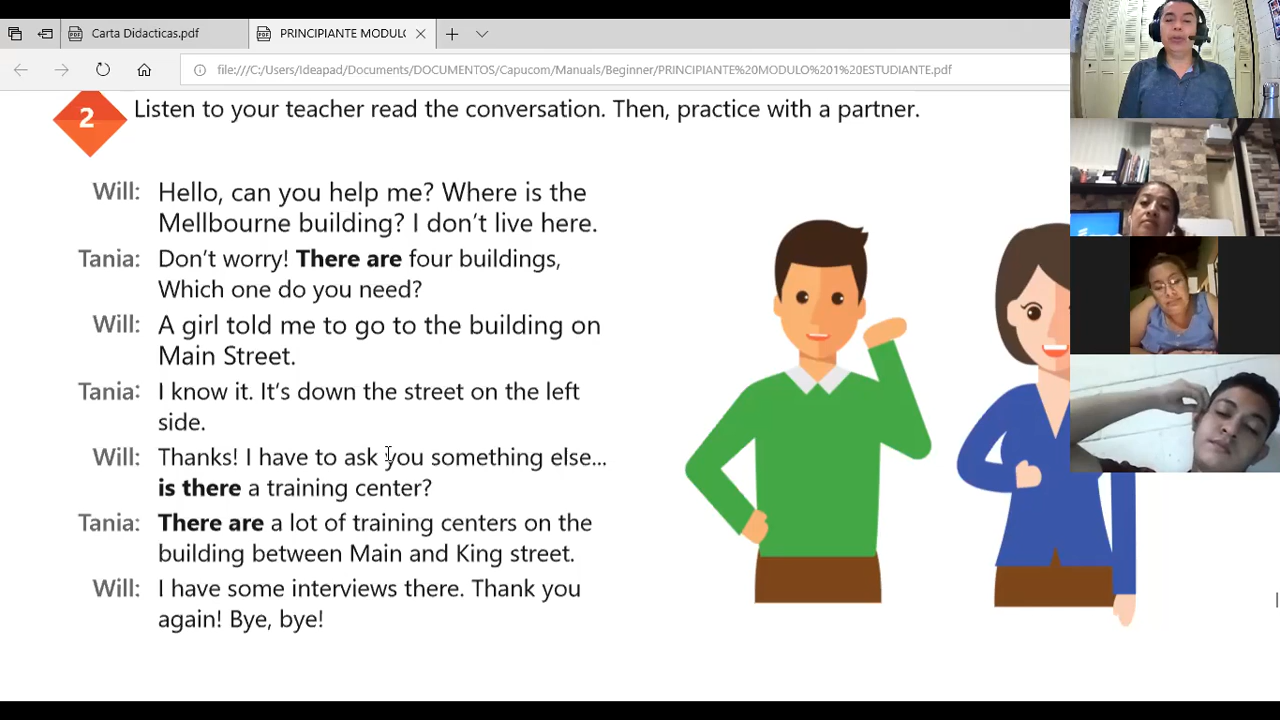 Carta Didacticas.pdf
PRINCIPIANTE MODULO
file:///C:/Users/Ideapad/Documents/DOCUMENTOS/Capucom/Manuals/Beginner/PRINCIPIANTE%20MODULO%201%20ESTUDIANTE.pdf
2 Listen to your teacher read the conversation. Then, practice with a partner.
Will: Hello, can you help me? Where is the
Mellbourne building? I don't live here.
Tania: Don't worry! There are four buildings,
Which one do you need?
Will: A girl told me to go to the building on
Main Street.
Tania: I know it. It's down the street on the left
side.
Will: Thanks! I have to ask you something else...
is there a training center?
Tania: There are a lot of training centers on the
building between Main and King street.
Will: I have some interviews there. Thank you
again! Bye, bye!